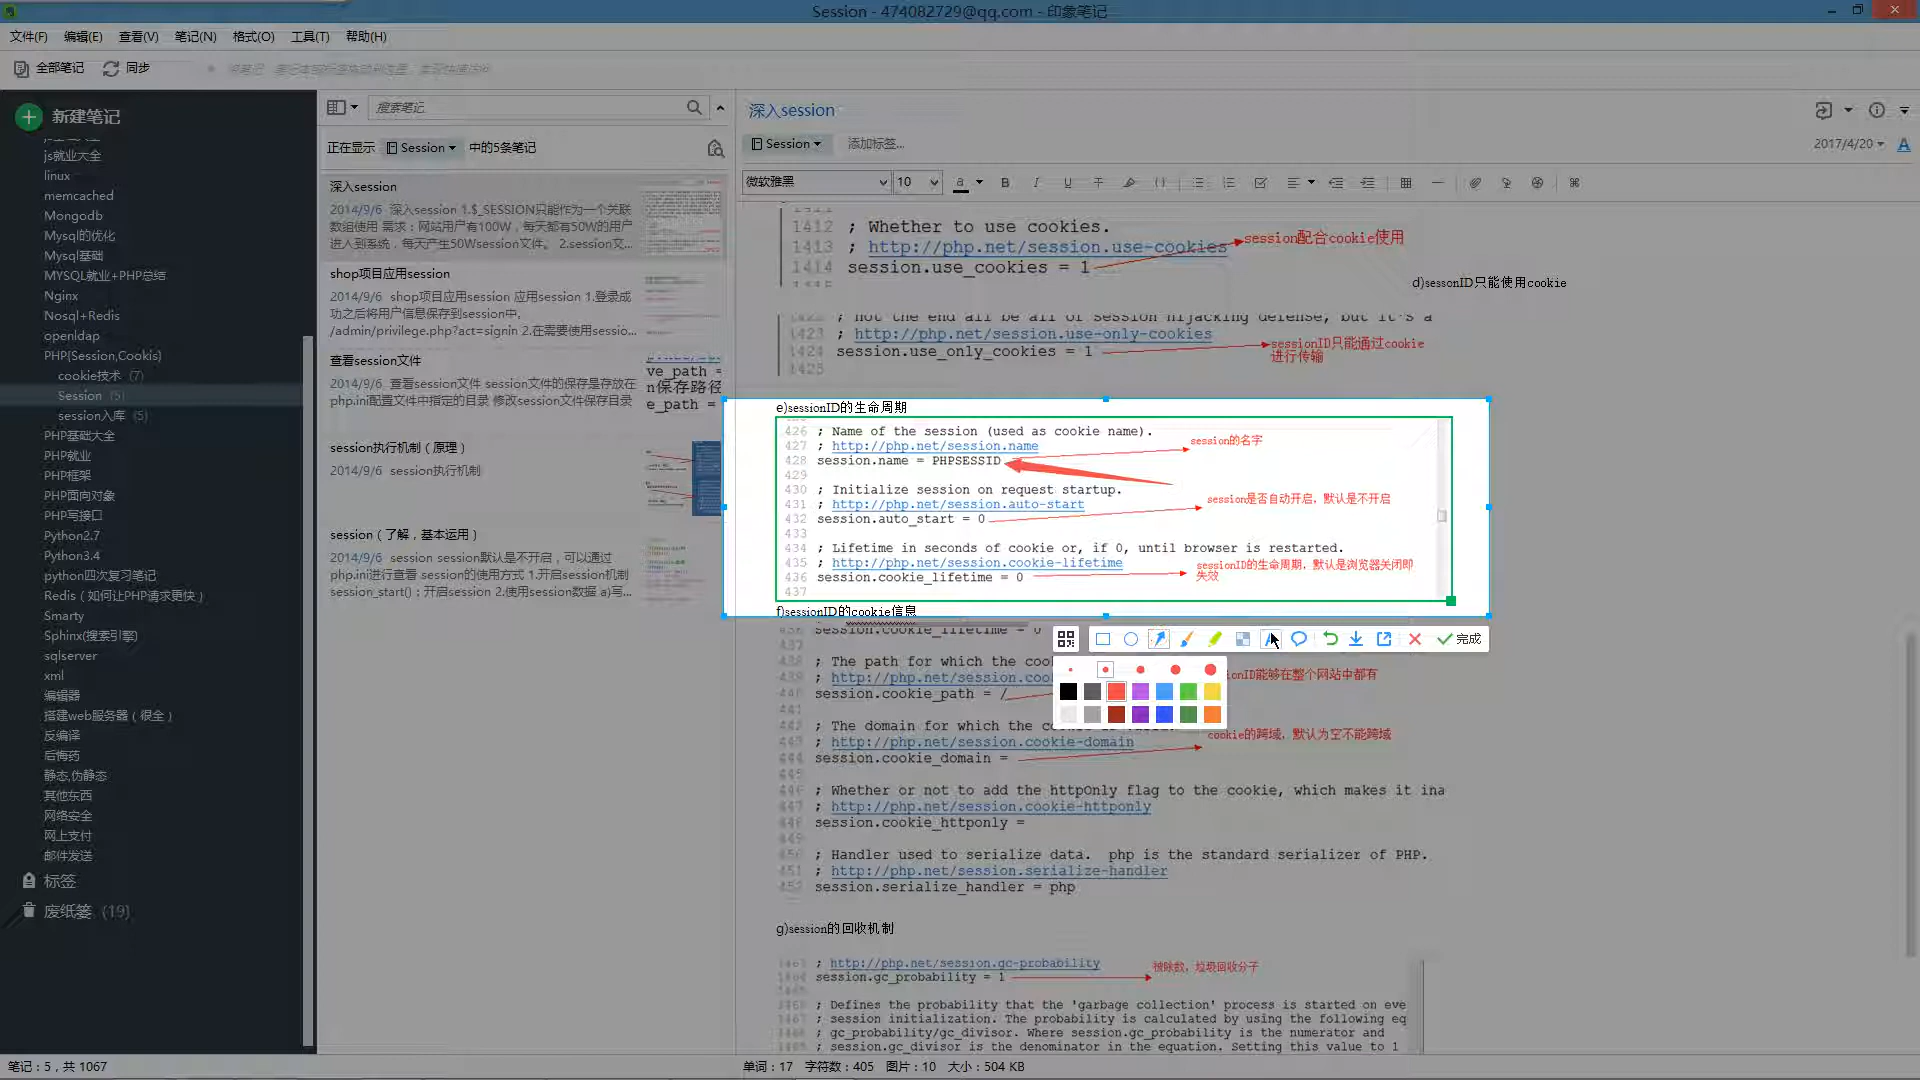 Session - 474082729@qq.com - 印象笔记
文件(F) 编辑(E) 查看(V) 笔记(N) 格式(O) 工具(T) 帮助(H)
全部笔记 同步
新建笔记
js就业大全
linux
memcached
Mongodb
Mysql的优化
Mysql基础
MYSQL就业+PHP总结
Nginx
Nosql+Redis
openldap
PHP(Session,Cookis)
cookie技术 (7)
Session (5)
session入库 (5)
PHP基础大全
PHP就业
PHP框架
PHP面向对象
PHP写接口
Python2.7
Python3.4
python四次复习笔记
Redis（如何让PHP请求更快）
Smarty
Sphinx(搜索引擎)
sqlserver
xml
编辑器
搭建web服务器（很全）
反编译
后悔药
静态,伪静态
其他东西
网络安全
网上支付
邮件发送
标签
废纸篓 (19)
笔记：5，共 1067
搜索笔记
正在显示 Session 中的5条笔记
深入session
2014/9/6 深入session 1.$_SESSION只能作为一个关联
数组使用 需求：网站用户有100W，每天都有50W的用户
进入到系统，每天产生50Wsession文件。 2.session文...
shop项目应用session
2014/9/6 shop项目应用session 应用session 1.登录成
功之后将用户信息保存到session中,
/admin/privilege.php?act=signin 2.在需要使用sessio...
查看session文件
2014/9/6 查看session文件 session文件的保存是存放在
php.ini配置文件中指定的目录 修改session文件保存目录
ve_path =
n保存路径
e_path =
session执行机制（原理）
2014/9/6 session执行机制
session（了解，基本运用）
2014/9/6 session session默认是不开启，可以通过
php.ini进行查看 session的使用方式 1.开启session机制
session_start()；开启session 2.使用session数据 a)写...
深入session
Session 添加标签...
2017/4/20
微软雅黑 10
1412 ; Whether to use cookies.
1413 ; http://php.net/session.use-cookies
session配合cookie使用
1414 session.use_cookies = 1
d)sessonID只能使用cookie
; not the end all be all of session hijacking defense, but it's a
1423 ; http://php.net/session.use-only-cookies
1424 session.use_only_cookies = 1
sessionID只能通过cookie
进行传输
1425
e)sessionID的生命周期
426 ; Name of the session (used as cookie name).
427 ; http://php.net/session.name
session的名字
428 session.name = PHPSESSID
429
430 ; Initialize session on request startup.
431 ; http://php.net/session.auto-start
session是否自动开启，默认是不开启
432 session.auto_start = 0
433
434 ; Lifetime in seconds of cookie or, if 0, until browser is restarted.
435 ; http://php.net/session.cookie-lifetime
sessionID的生命周期，默认是浏览器关闭即
失效
436 session.cookie_lifetime = 0
437
f)sessionID的cookie信息
session.cookie_lifetime = 0
完成
; The path for which the coo
; http://php.net/session.coo
onID能够在整个网站中都有
session.cookie_path = /
; The domain for which the c
; http://php.net/session.cookie-domain
cookie的跨域，默认为空不能跨域
session.cookie_domain =
; Whether or not to add the httpOnly flag to the cookie, which makes it ina
; http://php.net/session.cookie-httponly
session.cookie_httponly =
; Handler used to serialize data. php is the standard serializer of PHP.
; http://php.net/session.serialize-handler
session.serialize_handler = php
g)session的回收机制
; http://php.net/session.gc-probability
被除数，垃圾回收分子
session.gc_probability = 1
; Defines the probability that the 'garbage collection' process is started on eve
; session initialization. The probability is calculated by using the following eq
; gc_probability/gc_divisor. Where session.gc_probability is the numerator and
; session.gc_divisor is the denominator in the equation. Setting this value to 1
单词：17 字符数：405 图片：10 大小：504 KB